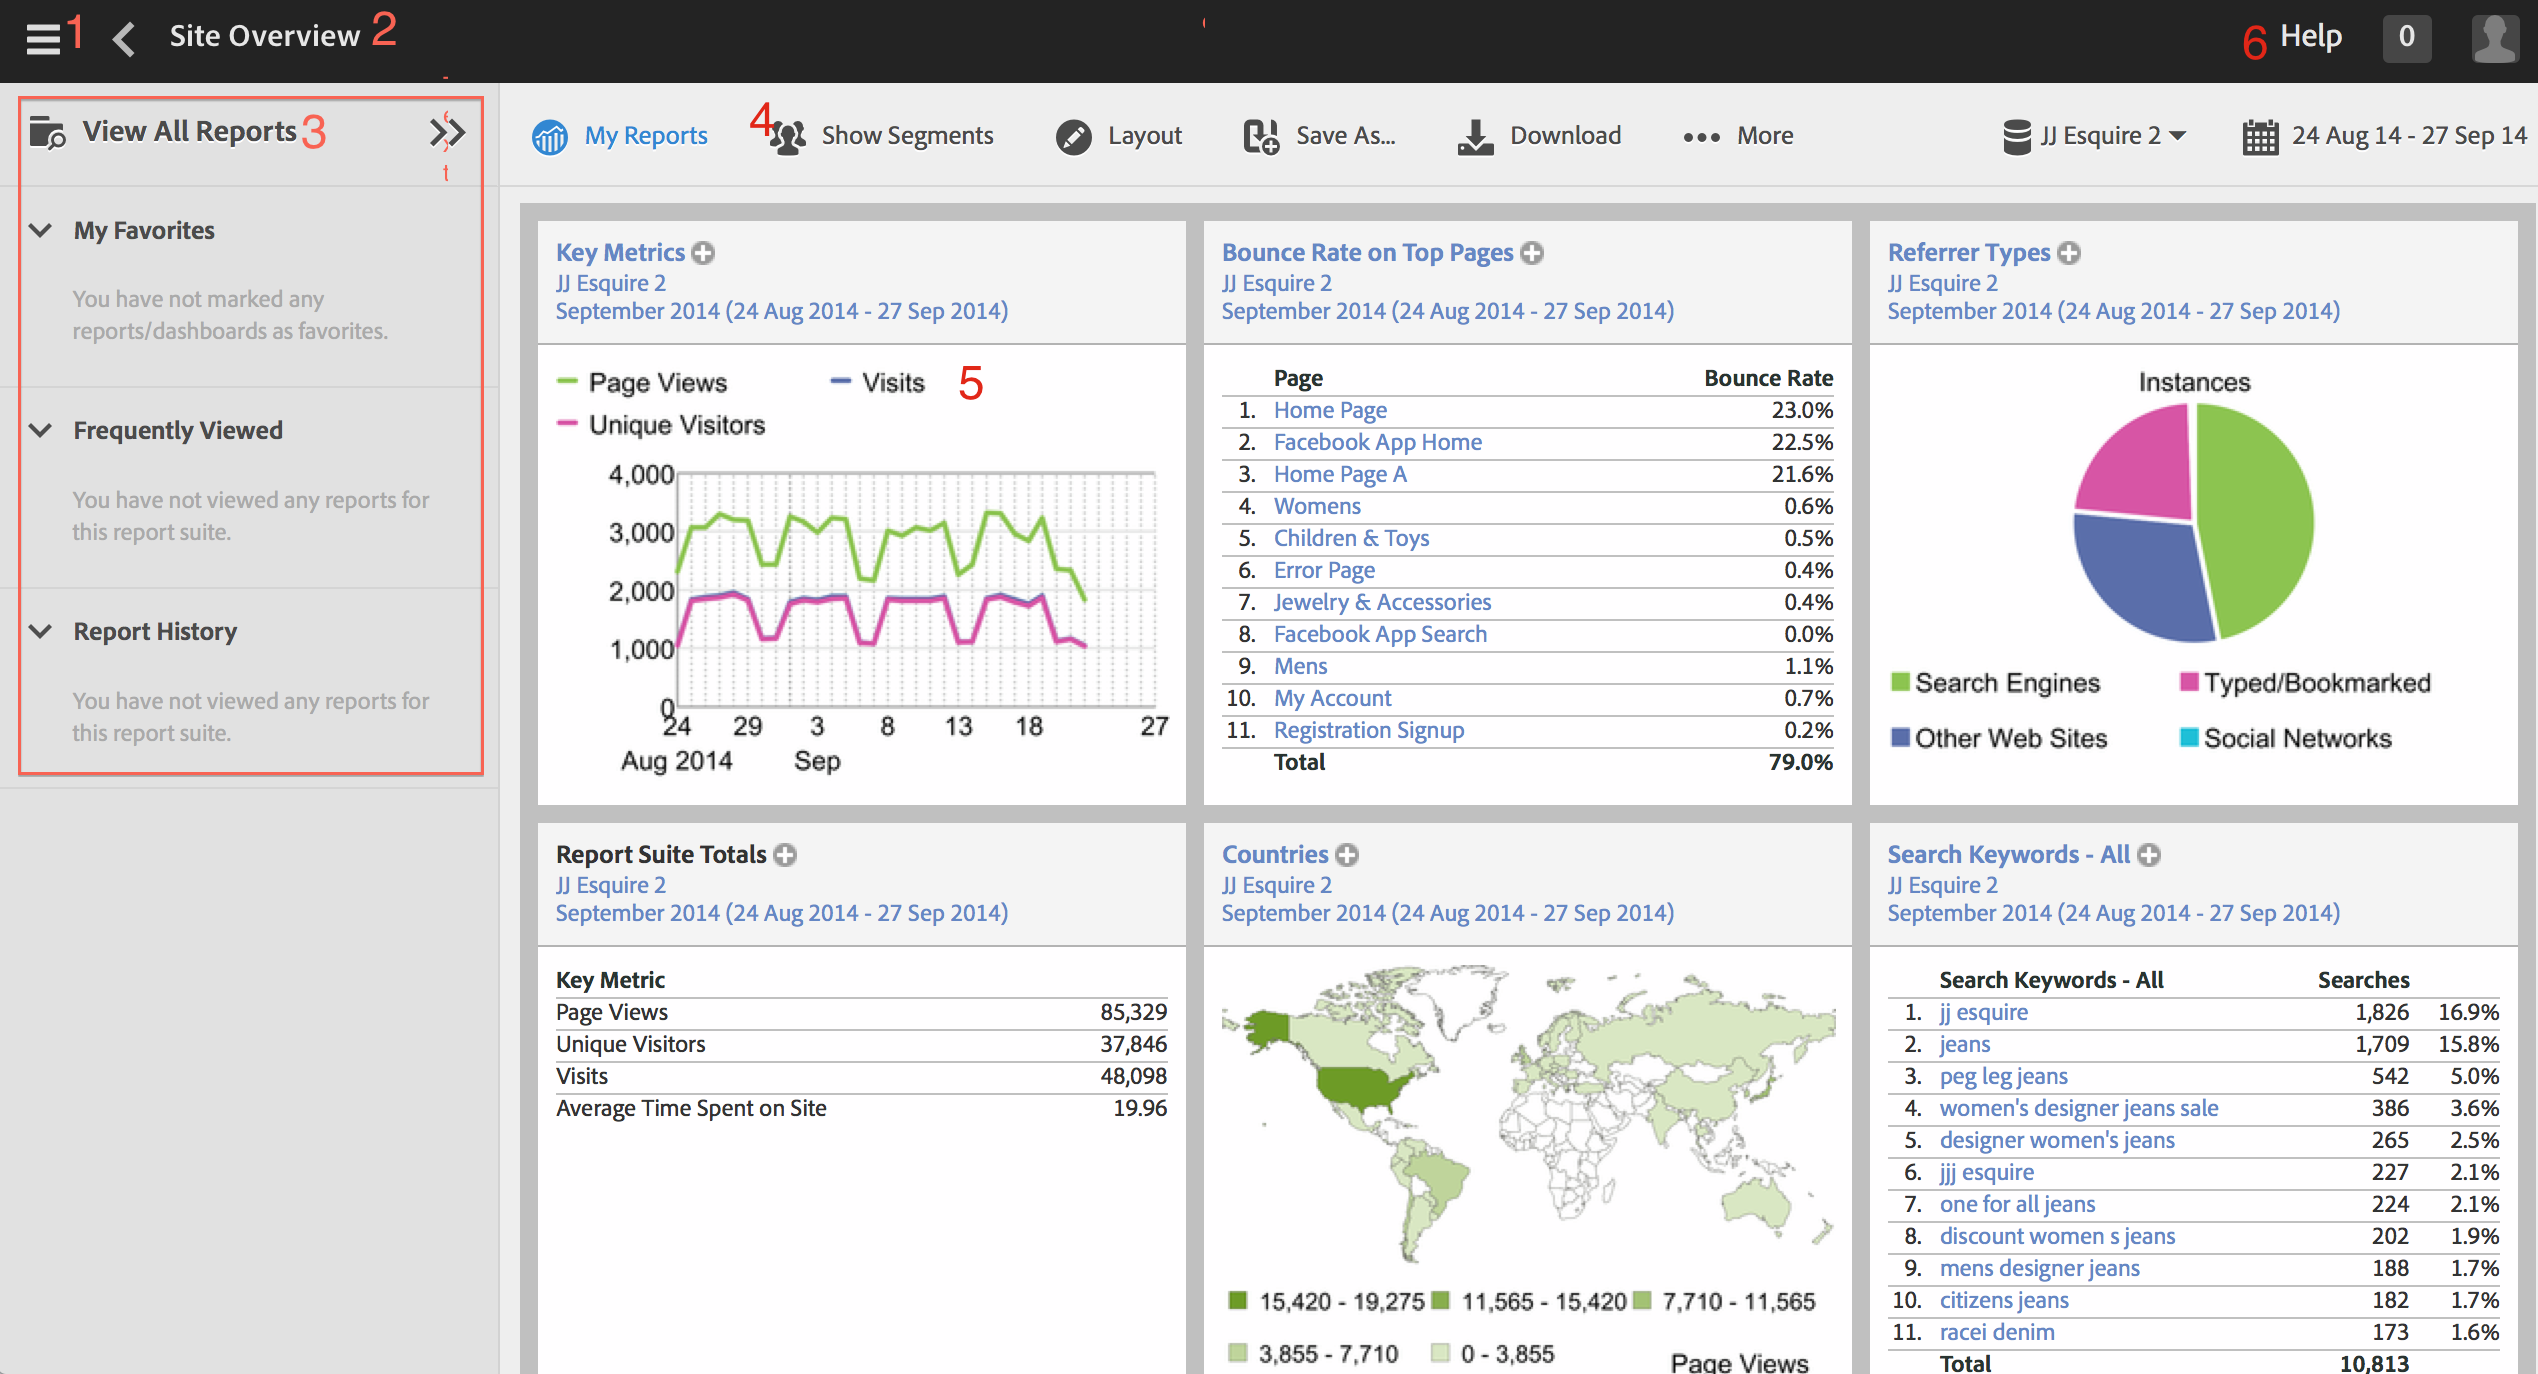 1 Site Overview 2
6 Help 0
View All Reports 3
t
My Favorites
You have not marked any
reports/dashboards as favorites.
Frequently Viewed
You have not viewed any reports for
this report suite.
Report History
You have not viewed any reports for
this report suite.
My Reports 4 Show Segments Layout Save As... Download More JJ Esquire 2 24 Aug 14 - 27 Sep 14
Key Metrics
JJ Esquire 2
September 2014 (24 Aug 2014 - 27 Sep 2014)
Page Views Visits 5
Unique Visitors
4,000
3,000
2,000
1,000
0
24 29 3 8 13 18 27
Aug 2014 Sep
Bounce Rate on Top Pages
JJ Esquire 2
September 2014 (24 Aug 2014 - 27 Sep 2014)
Page Bounce Rate
1. Home Page 23.0%
2. Facebook App Home 22.5%
3. Home Page A 21.6%
4. Womens 0.6%
5. Children & Toys 0.5%
6. Error Page 0.4%
7. Jewelry & Accessories 0.4%
8. Facebook App Search 0.0%
9. Mens 1.1%
10. My Account 0.7%
11. Registration Signup 0.2%
Total 79.0%
Referrer Types
JJ Esquire 2
September 2014 (24 Aug 2014 - 27 Sep 2014)
Instances
Search Engines Typed/Bookmarked
Other Web Sites Social Networks
Report Suite Totals
JJ Esquire 2
September 2014 (24 Aug 2014 - 27 Sep 2014)
Key Metric
Page Views 85,329
Unique Visitors 37,846
Visits 48,098
Average Time Spent on Site 19.96
Countries
JJ Esquire 2
September 2014 (24 Aug 2014 - 27 Sep 2014)
15,420 - 19,275 11,565 - 15,420 7,710 - 11,565
3,855 - 7,710 0 - 3,855
Page Views
Search Keywords - All
JJ Esquire 2
September 2014 (24 Aug 2014 - 27 Sep 2014)
Search Keywords - All Searches
1. jj esquire 1,826 16.9%
2. jeans 1,709 15.8%
3. peg leg jeans 542 5.0%
4. women's designer jeans sale 386 3.6%
5. designer women's jeans 265 2.5%
6. jjj esquire 227 2.1%
7. one for all jeans 224 2.1%
8. discount women s jeans 202 1.9%
9. mens designer jeans 188 1.7%
10. citizens jeans 182 1.7%
11. racei denim 173 1.6%
Total 10,813